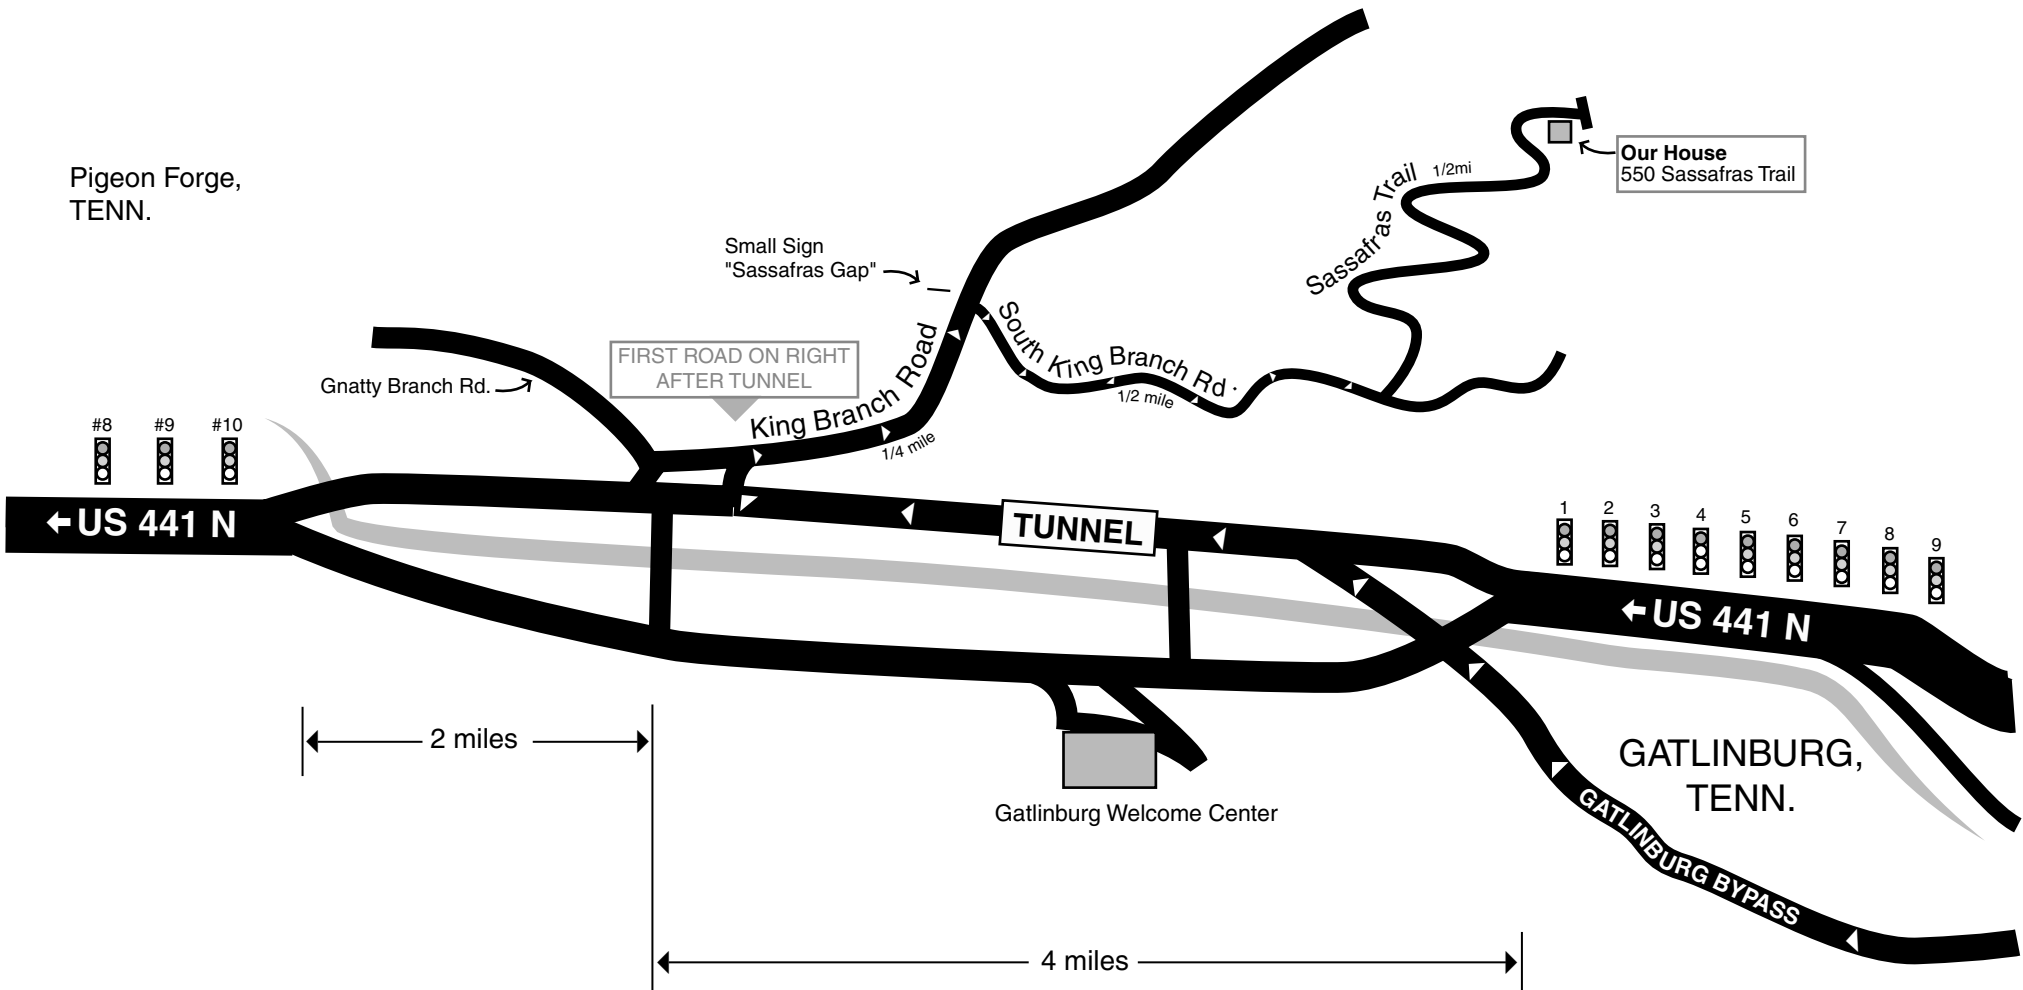 Pigeon Forge,
TENN.
Small Sign
"Sassafras Gap"
Our House
550 Sassafras Trail
Sassafras Trail
1/2mi
Gnatty Branch Rd.
FIRST ROAD ON RIGHT
AFTER TUNNEL
King Branch Road
1/4 mile
South King Branch Rd.
1/2 mile
#8 #9 #10
US 441 N
TUNNEL
1 2 3 4 5 6 7 8 9
US 441 N
2 miles
Gatlinburg Welcome Center
GATLINBURG,
TENN.
GATLINBURG BYPASS
4 miles